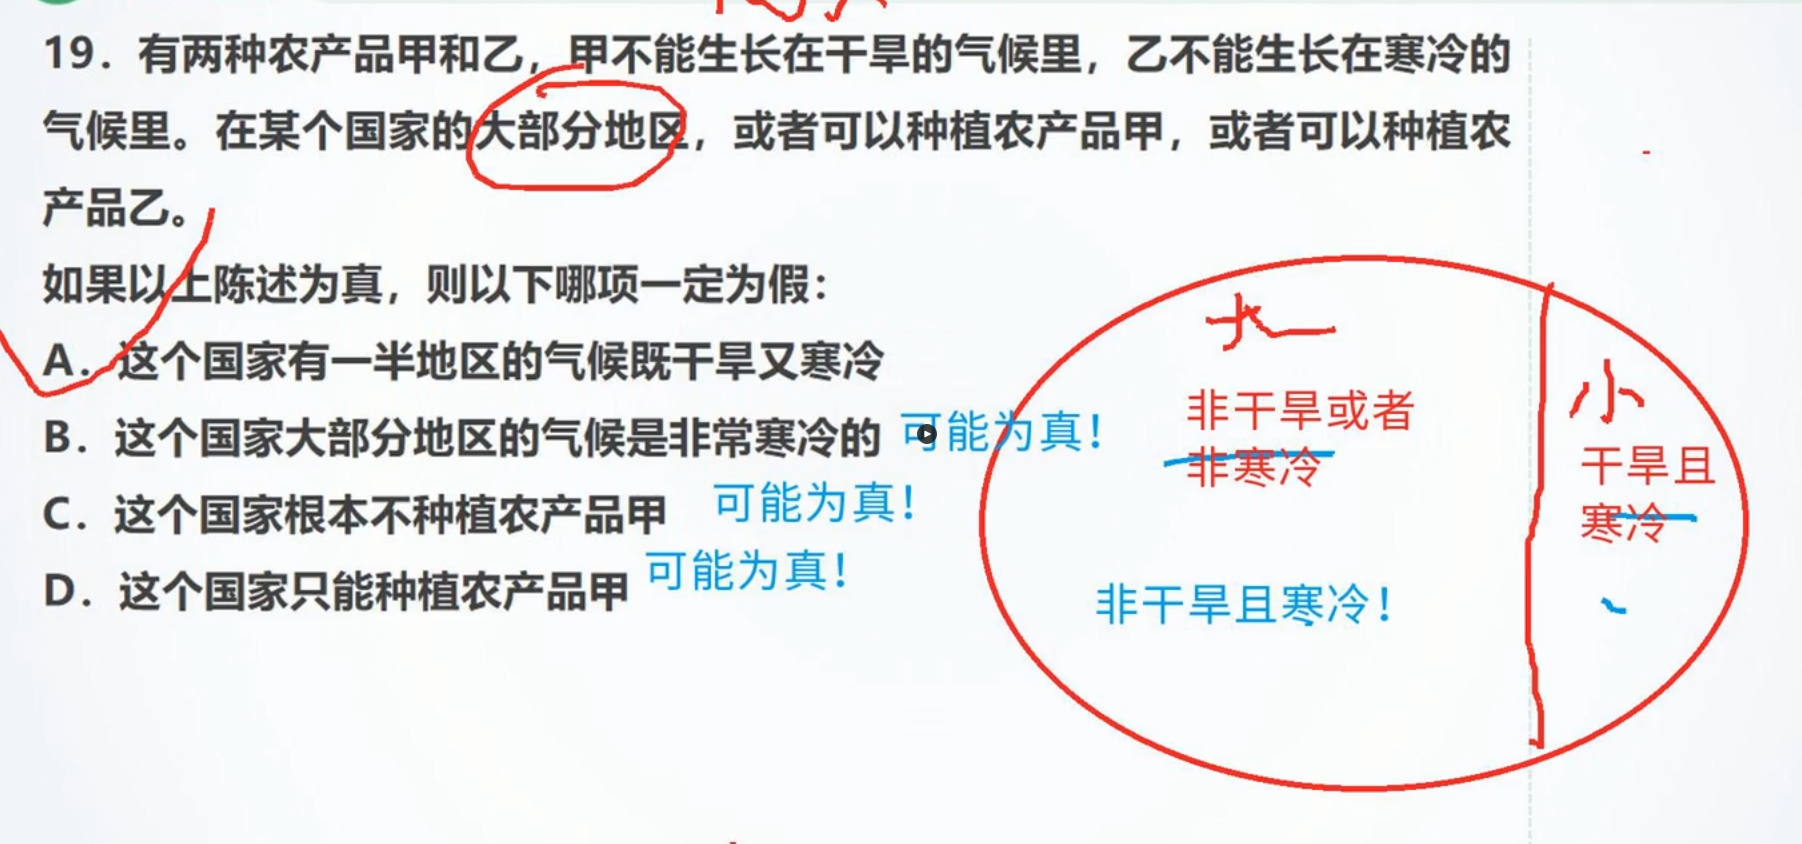 19. 有两种农产品甲和乙，甲不能生长在干旱的气候里，乙不能生长在寒冷的
气候里。在某个国家的大部分地区，或者可以种植农产品甲，或者可以种植农
产品乙。
如果以上陈述为真，则以下哪项一定为假：
A. 这个国家有一半地区的气候既干旱又寒冷
B. 这个国家大部分地区的气候是非常寒冷的 可能为真！
C. 这个国家根本不种植农产品甲 可能为真！
D. 这个国家只能种植农产品甲 可能为真！
大
非干旱或者
非寒冷
非干旱且寒冷！
小
干旱且
寒冷